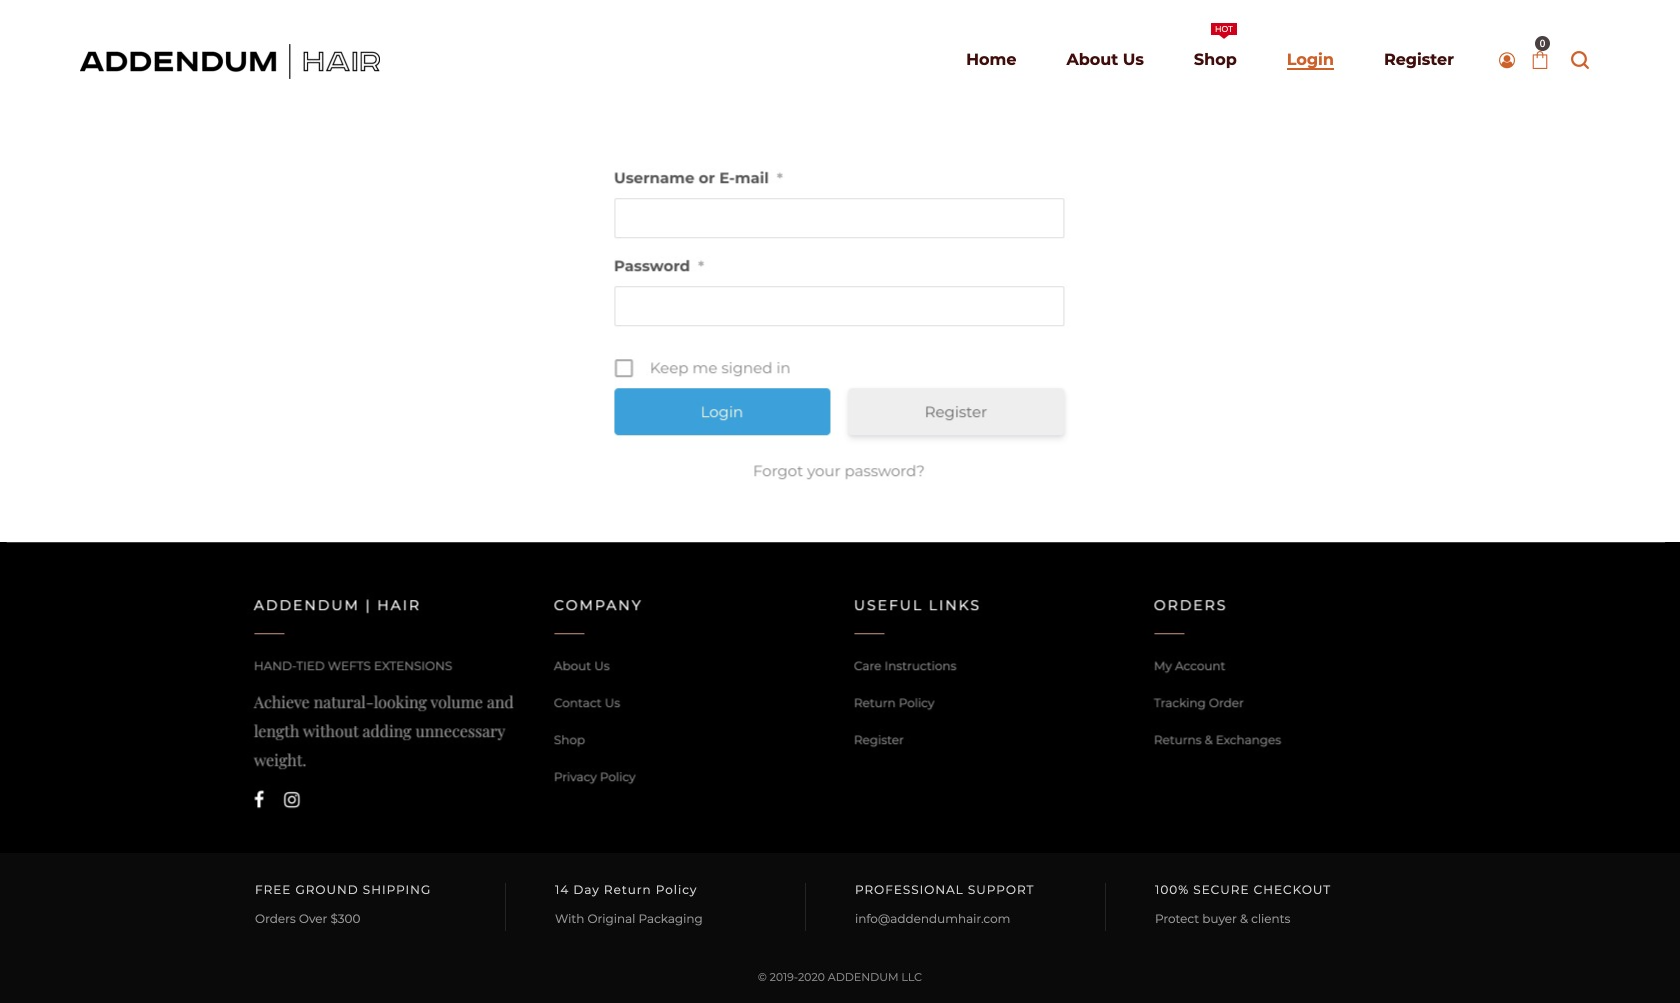 ADDENDUM | HAIR
HOT
Home About Us Shop Login Register 0
Username or E-mail *
Password *
Keep me signed in
Login Register
Forgot your password?
ADDENDUM | HAIR
HAND-TIED WEFTS EXTENSIONS
Achieve natural-looking volume and
length without adding unnecessary
weight.
COMPANY
About Us
Contact Us
Shop
Privacy Policy
USEFUL LINKS
Care Instructions
Return Policy
Register
ORDERS
My Account
Tracking Order
Returns & Exchanges
FREE GROUND SHIPPING
Orders Over $300
14 Day Return Policy
With Original Packaging
PROFESSIONAL SUPPORT
info@addendumhair.com
100% SECURE CHECKOUT
Protect buyer & clients
© 2019-2020 ADDENDUM LLC